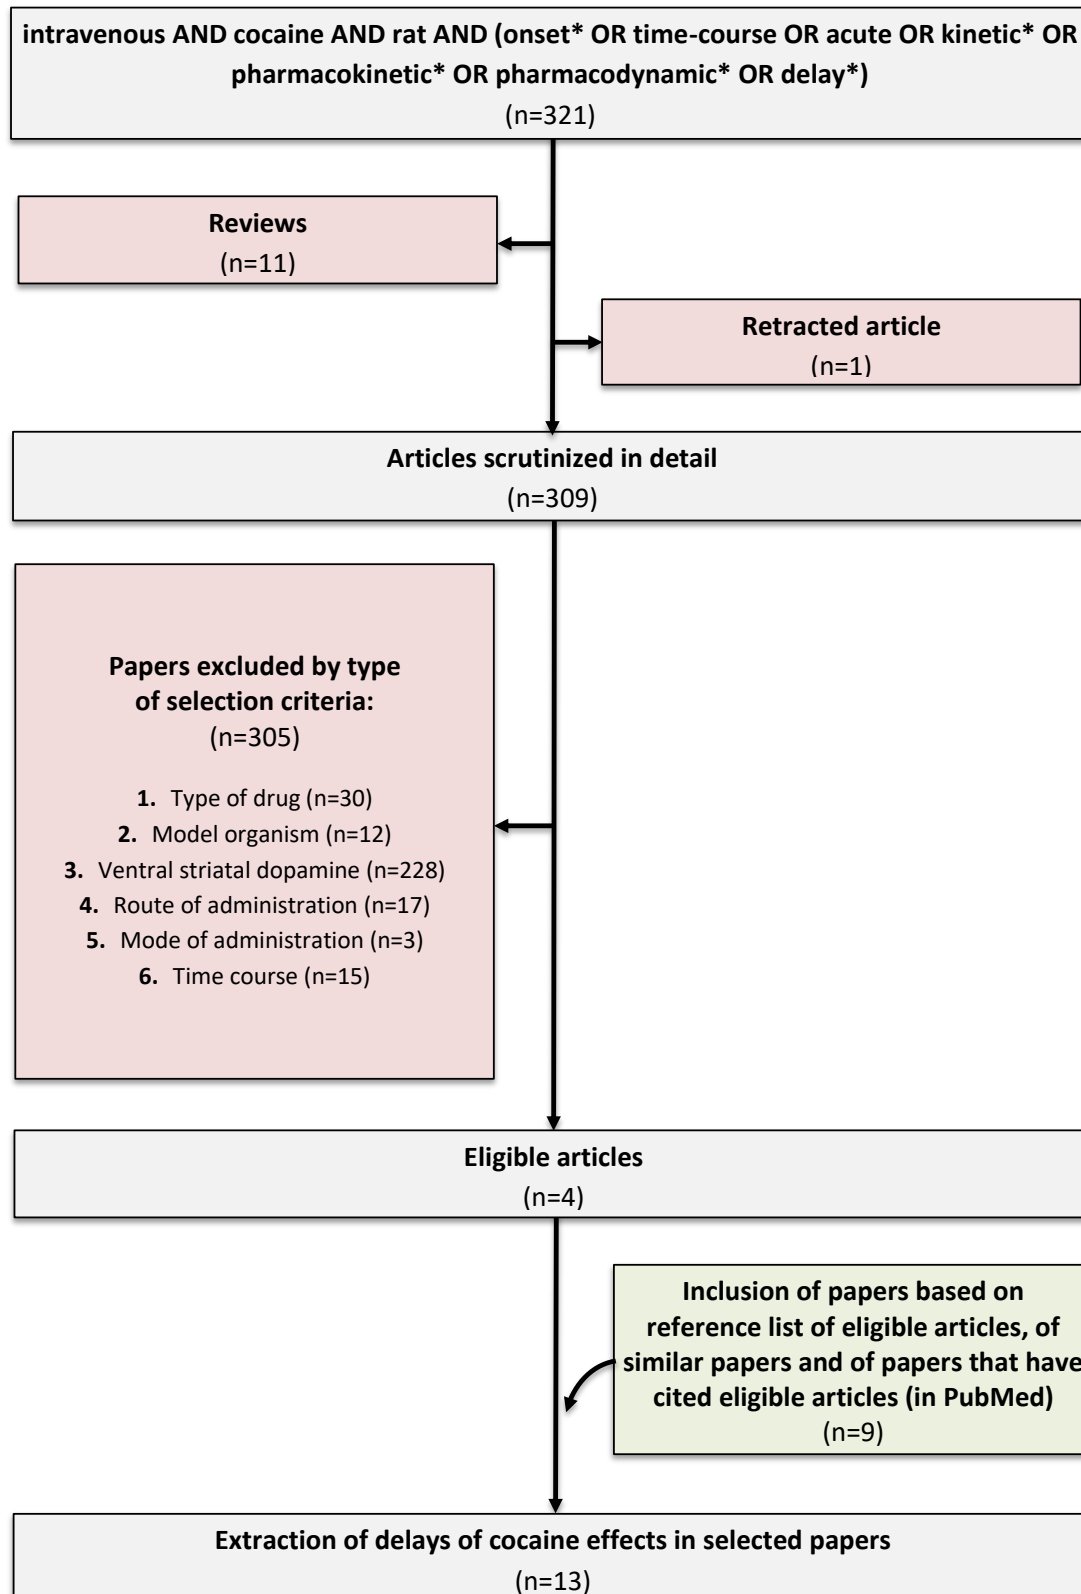 intravenous AND cocaine AND rat AND (onset* OR time-course OR acute OR kinetic* OR
pharmacokinetic* OR pharmacodynamic* OR delay*)
(n=321)
Reviews
(n=11)
Retracted article
(n=1)
Articles scrutinized in detail
(n=309)
Papers excluded by type
of selection criteria:
(n=305)
1. Type of drug (n=30)
2. Model organism (n=12)
3. Ventral striatal dopamine (n=228)
4. Route of administration (n=17)
5. Mode of administration (n=3)
6. Time course (n=15)
Eligible articles
(n=4)
Inclusion of papers based on
reference list of eligible articles, of
similar papers and of papers that have
cited eligible articles (in PubMed)
(n=9)
Extraction of delays of cocaine effects in selected papers
(n=13)